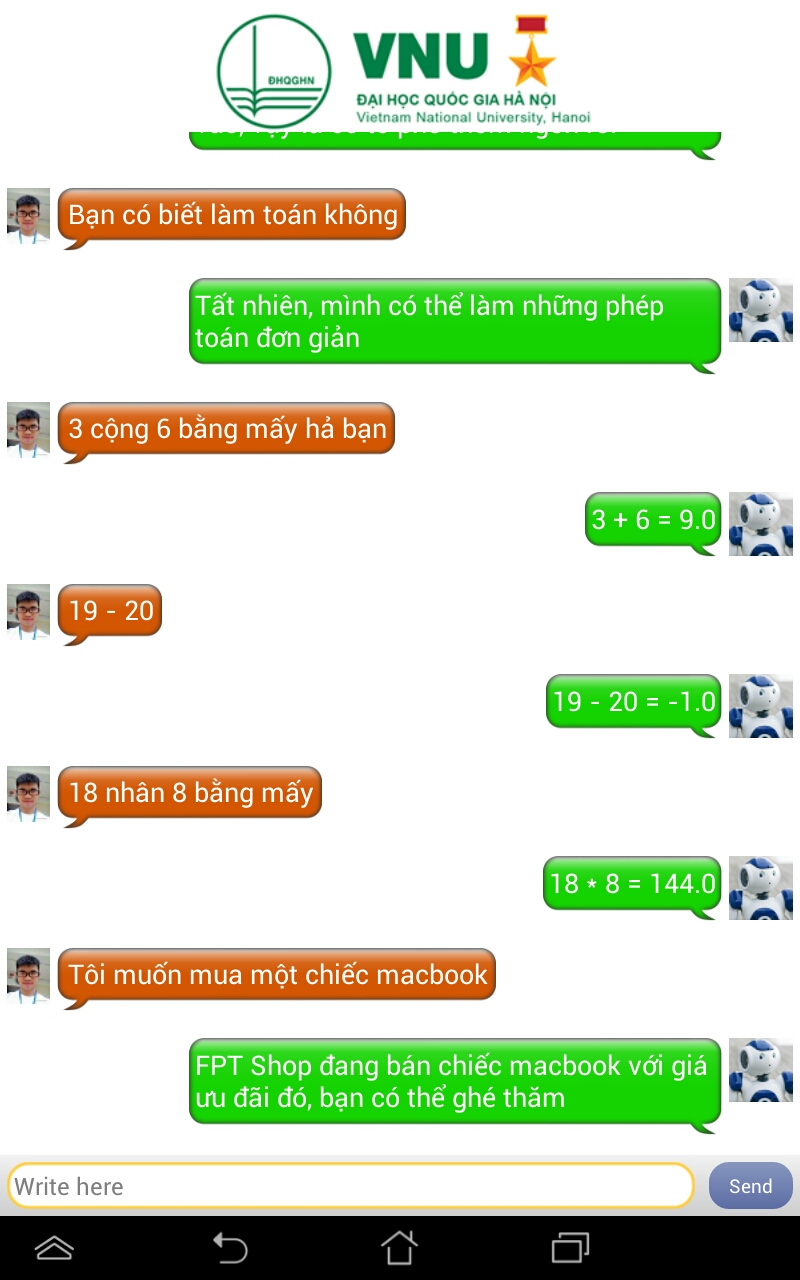 ĐHQGHN
VNU
ĐẠI HỌC QUỐC GIA HÀ NỘI
Vietnam National University, Hanoi
Bạn có biết làm toán không
Tất nhiên, mình có thể làm những phép
toán đơn giản
3 cộng 6 bằng mấy hả bạn
3 + 6 = 9.0
19 - 20
19 - 20 = -1.0
18 nhân 8 bằng mấy
18 * 8 = 144.0
Tôi muốn mua một chiếc macbook
FPT Shop đang bán chiếc macbook với giá
ưu đãi đó, bạn có thể ghé thăm
Write here
Send